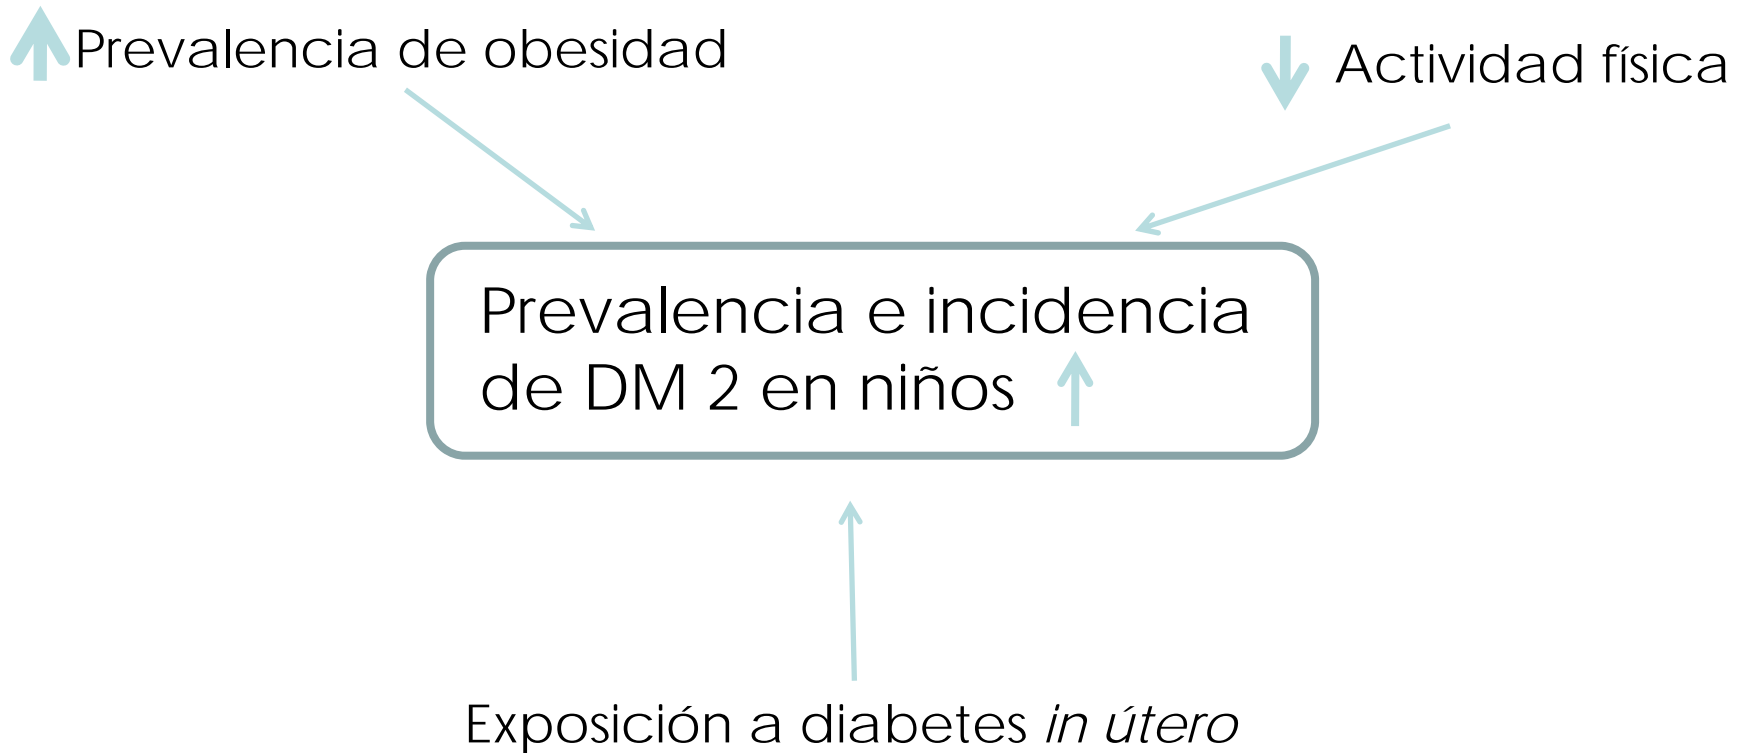 Prevalencia de obesidad
Actividad física
Prevalencia e incidencia
de DM 2 en niños
Exposición a diabetes in útero